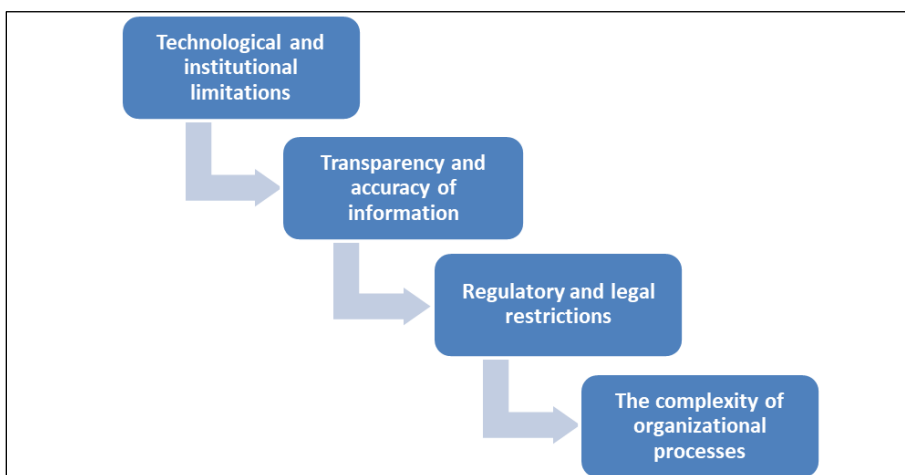 Technological and
institutional
limitations
Transparency and
accuracy of
information
Regulatory and legal
restrictions
The complexity of
organizational
processes